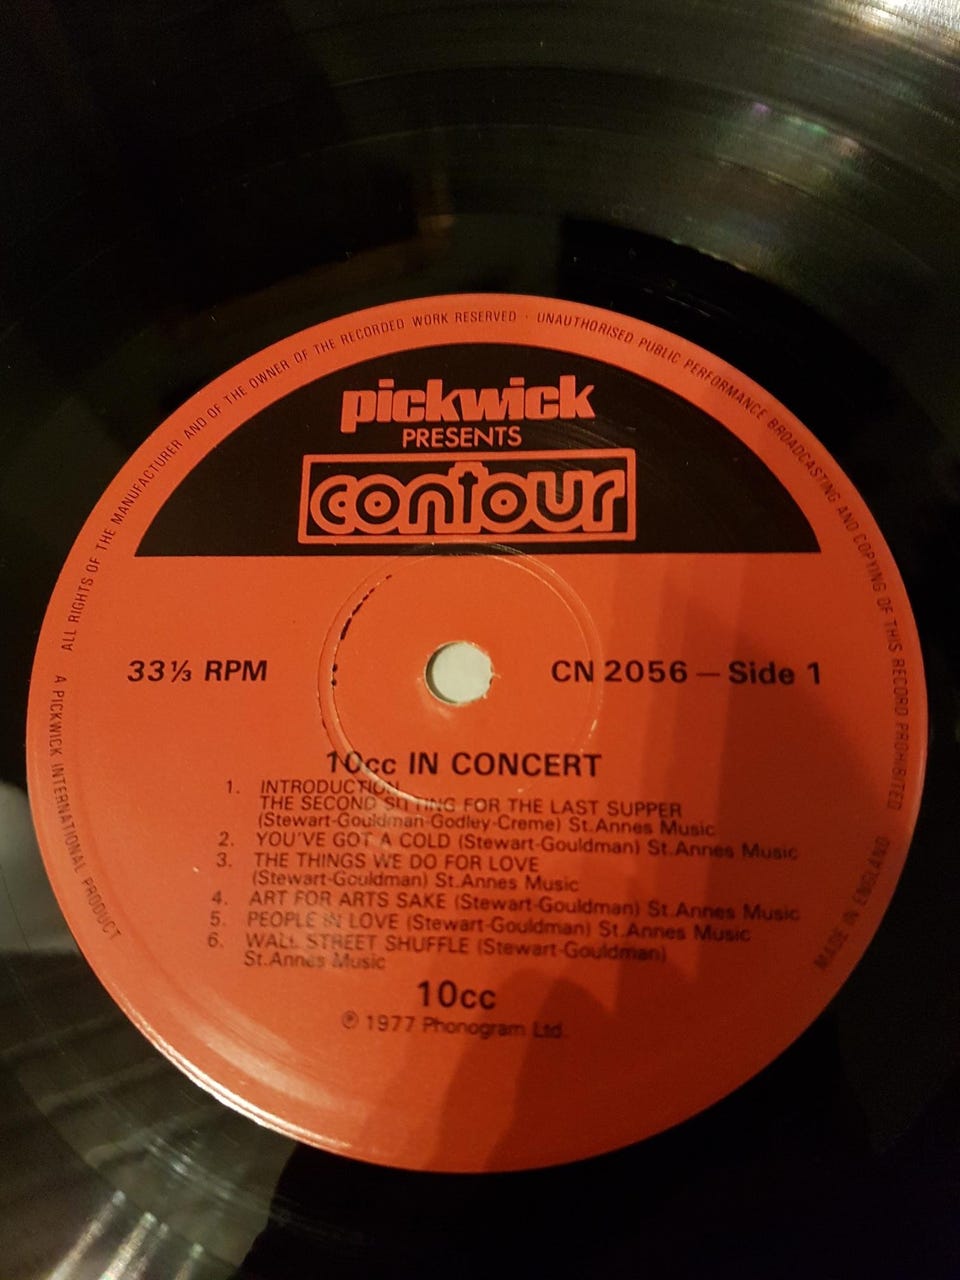 ALL RIGHTS OF THE MANUFACTURER AND OF THE OWNER OF THE RECORDED WORK RESERVED · UNAUTHORISED PUBLIC PERFORMANCE BROADCASTING AND COPYING OF THIS RECORD PROHIBITED
pickwick
PRESENTS
contour
33⅓ RPM
CN 2056 — Side 1
10cc IN CONCERT
1. INTRODUCTION
THE SECOND SITTING FOR THE LAST SUPPER
(Stewart-Gouldman-Godley-Creme) St.Annes Music
2. YOU'VE GOT A COLD (Stewart-Gouldman) St.Annes Music
3. THE THINGS WE DO FOR LOVE
(Stewart-Gouldman) St.Annes Music
4. ART FOR ARTS SAKE (Stewart-Gouldman) St.Annes Music
5. PEOPLE IN LOVE (Stewart-Gouldman) St.Annes Music
6. WALL STREET SHUFFLE (Stewart-Gouldman)
St.Annes Music
10cc
℗ 1977 Phonogram Ltd.
A PICKWICK INTERNATIONAL PRODUCT
MADE IN ENGLAND